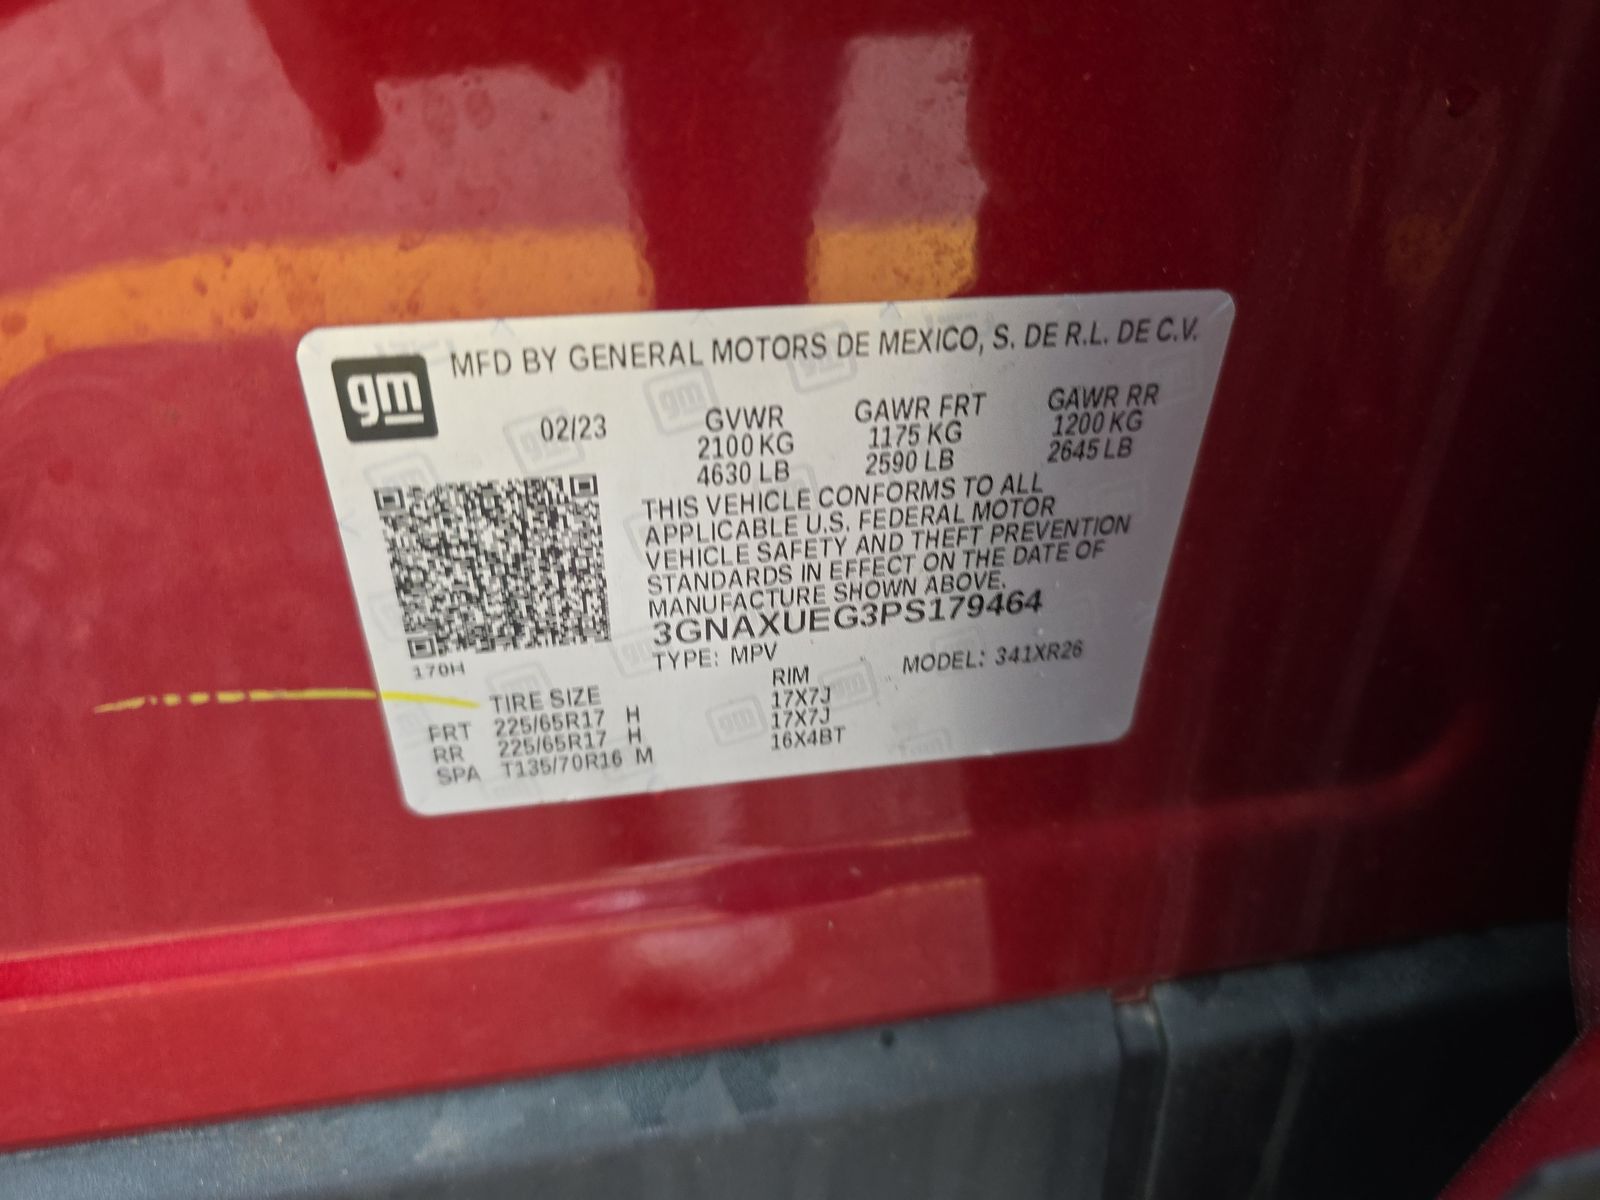 gm MFD BY GENERAL MOTORS DE MEXICO, S. DE R.L. DE C.V.
02/23 GVWR GAWR FRT GAWR RR
2100 KG 1175 KG 1200 KG
4630 LB 2590 LB 2645 LB
THIS VEHICLE CONFORMS TO ALL
APPLICABLE U.S. FEDERAL MOTOR
VEHICLE SAFETY AND THEFT PREVENTION
STANDARDS IN EFFECT ON THE DATE OF
MANUFACTURE SHOWN ABOVE.
3GNAXUEG3PS179464
170H
TYPE: MPV MODEL: 341XR26
TIRE SIZE RIM
FRT 225/65R17 H 17X7J
RR 225/65R17 H 17X7J
SPA T135/70R16 M 16X4BT